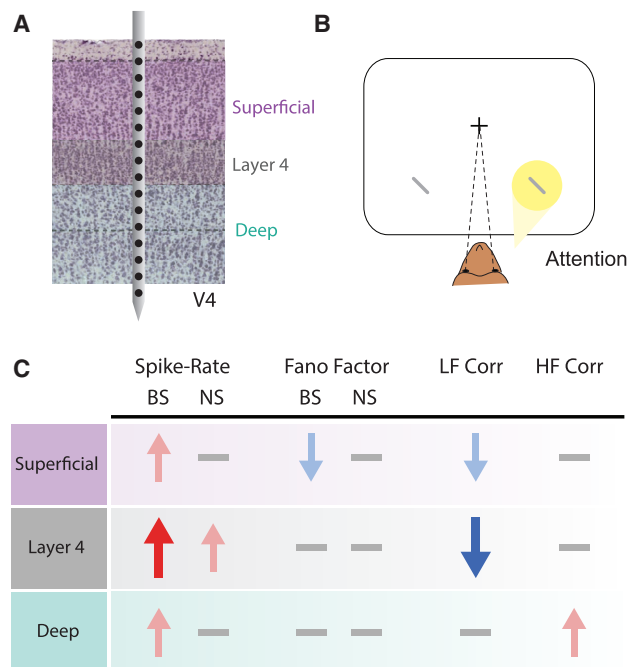 A
B
Superficial
Layer 4
Deep
V4
Attention
C
Spike-Rate Fano Factor LF Corr HF Corr
BS NS BS NS
Superficial
Layer 4
Deep